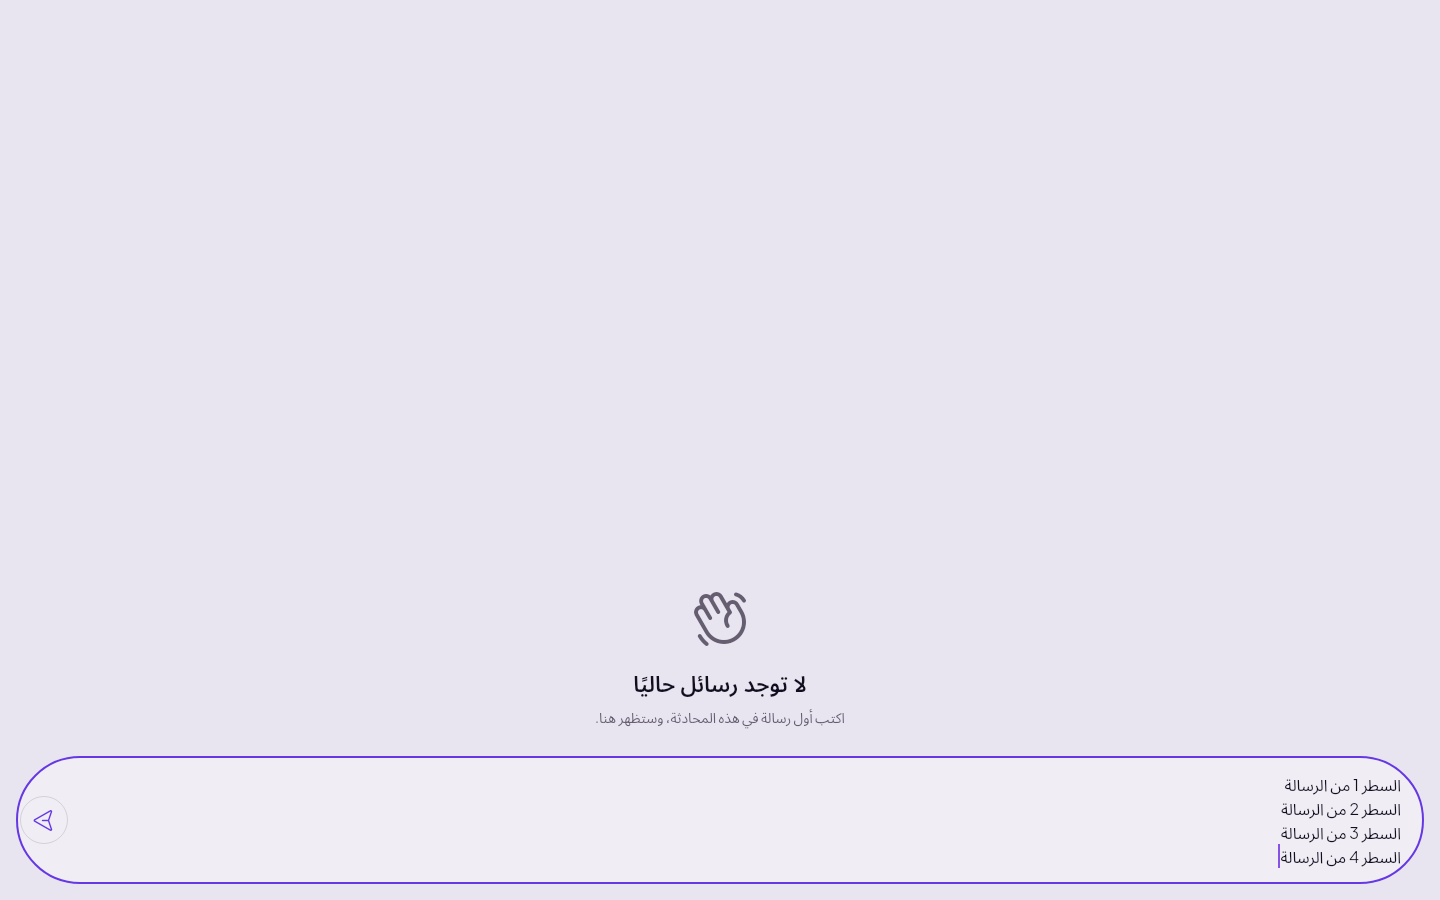 لا توجد رسائل حاليًا
اكتب أول رسالة في هذه المحادثة، وستظهر هنا.
السطر 1 من الرسالة
السطر 2 من الرسالة
السطر 3 من الرسالة
السطر 4 من الرسالة